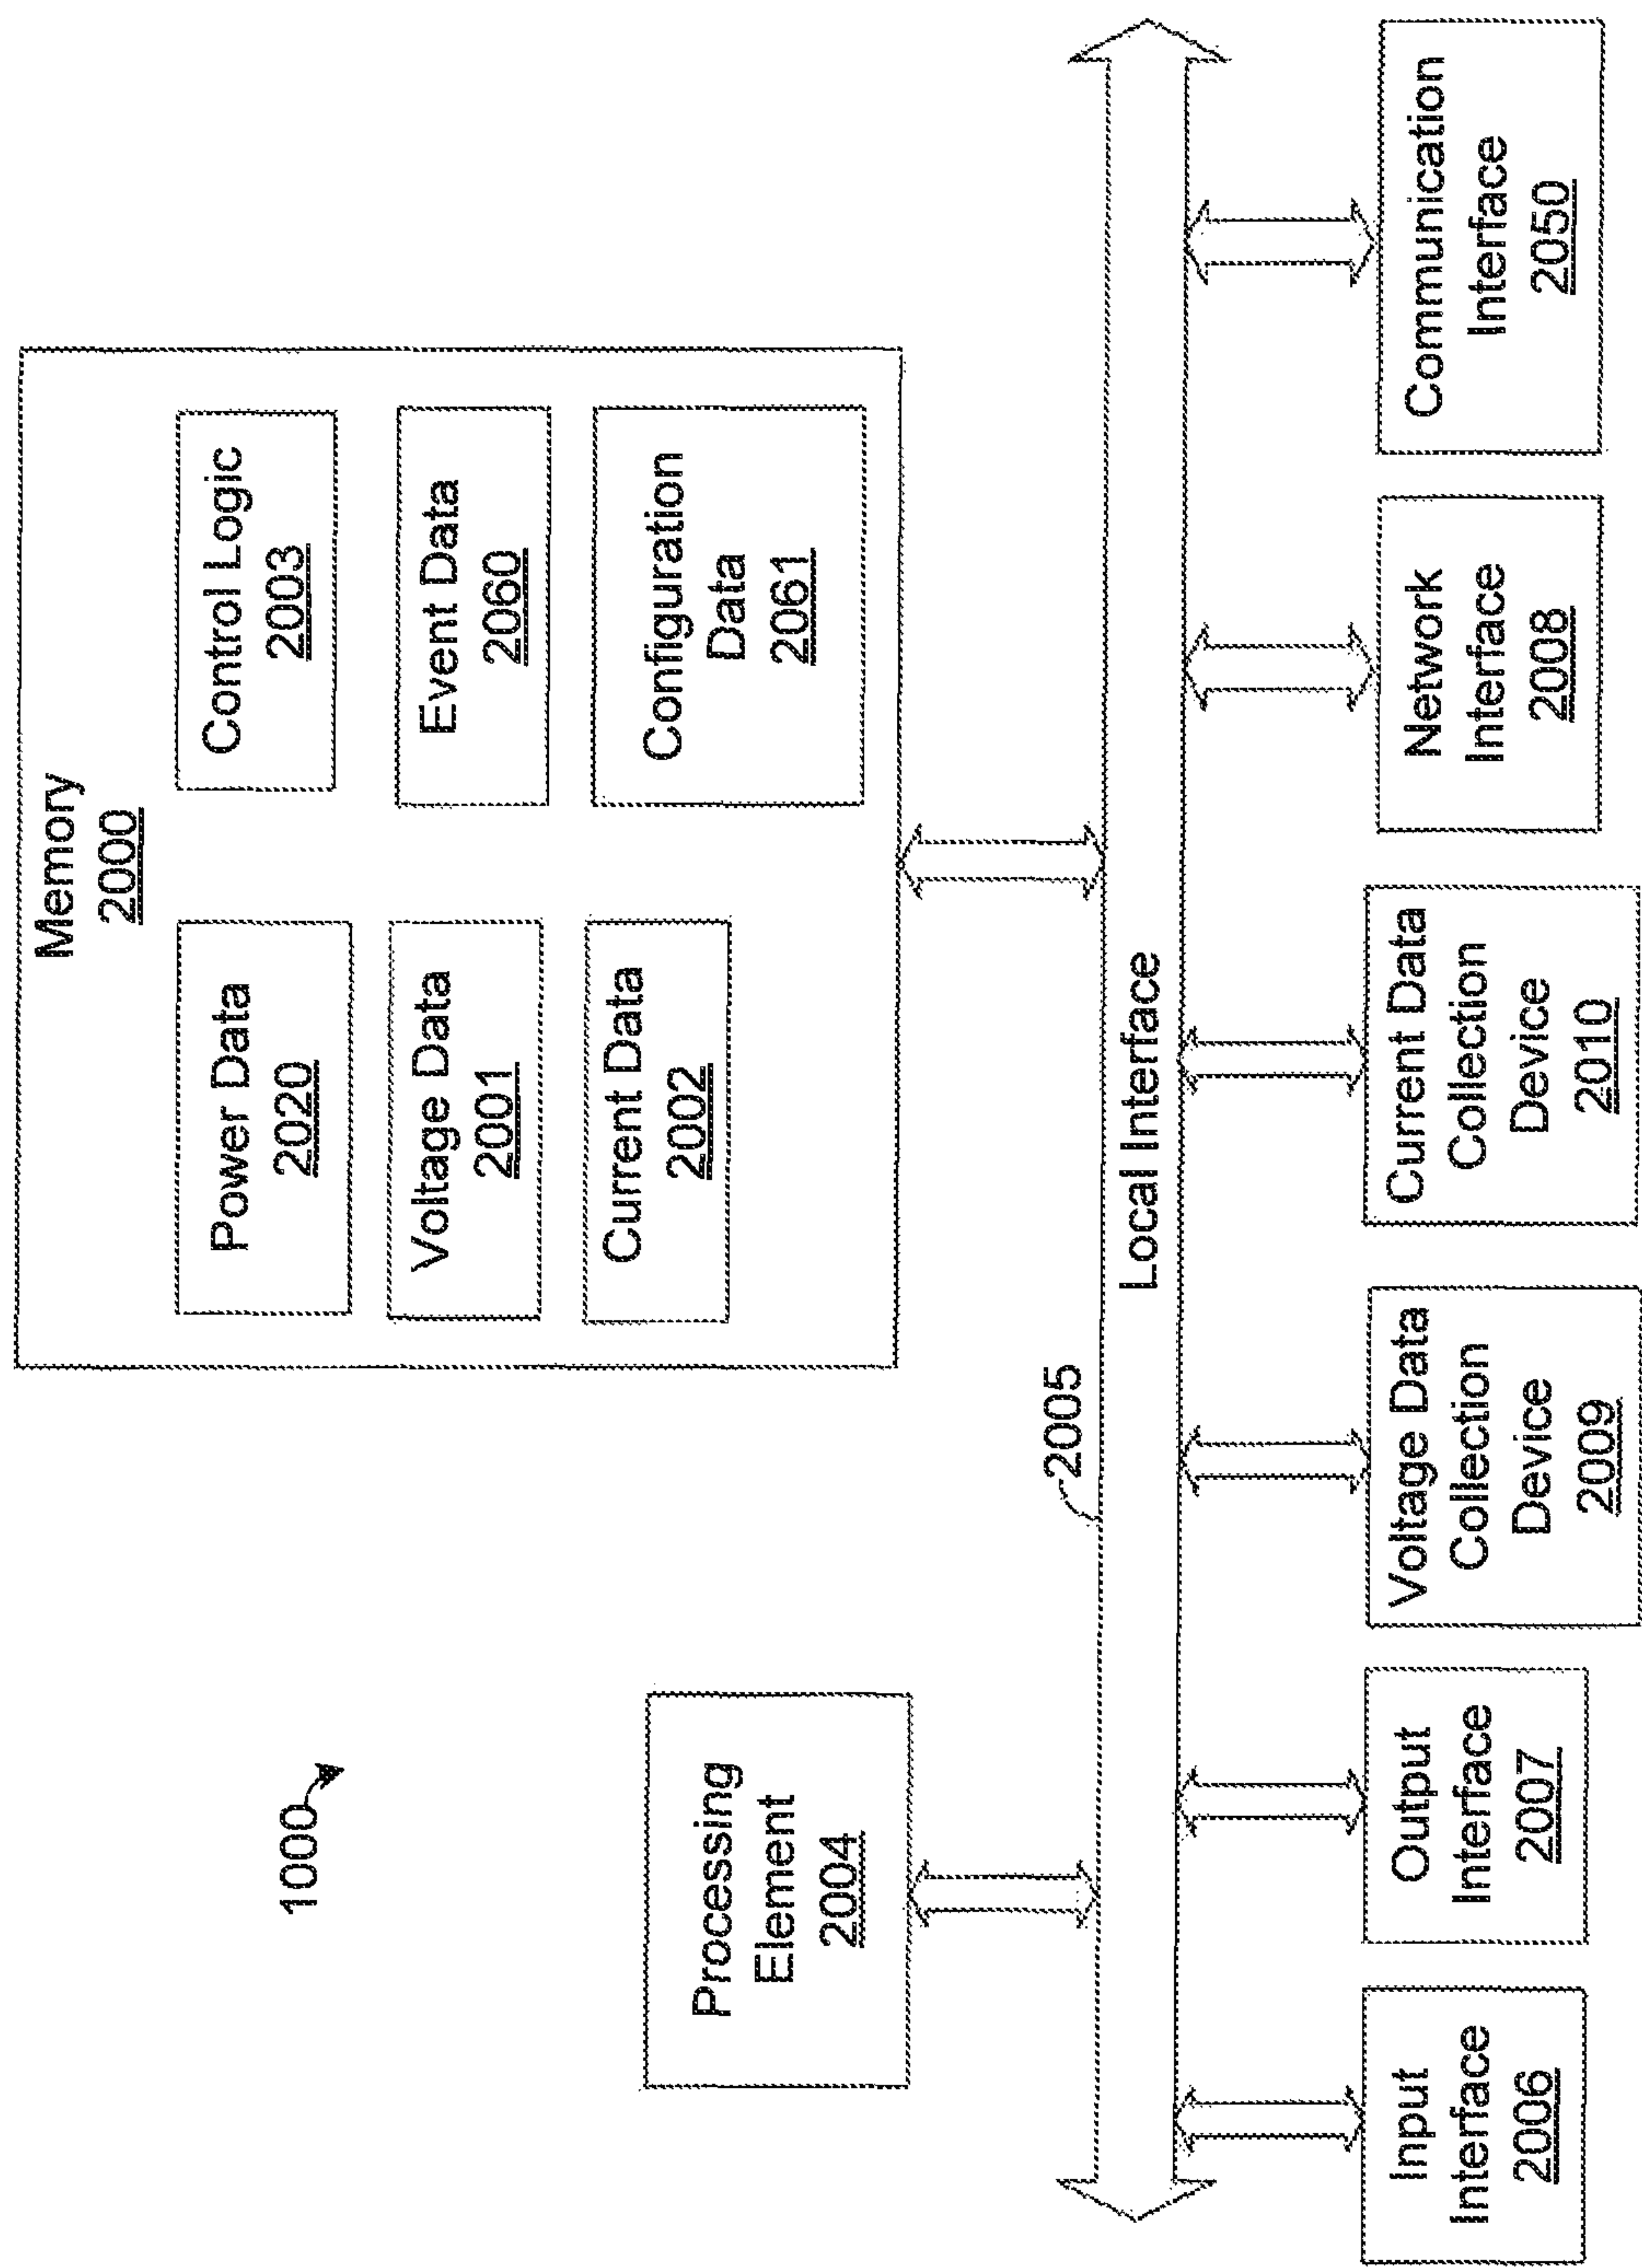 1000
Memory
2000
Power Data
2020
Control Logic
2003
Voltage Data
2001
Event Data
2060
Current Data
2002
Configuration
Data
2061
Processing
Element
2004
2005
Local Interface
Input
Interface
2006
Output
Interface
2007
Voltage Data
Collection
Device
2009
Current Data
Collection
Device
2010
Network
Interface
2008
Communication
Interface
2050